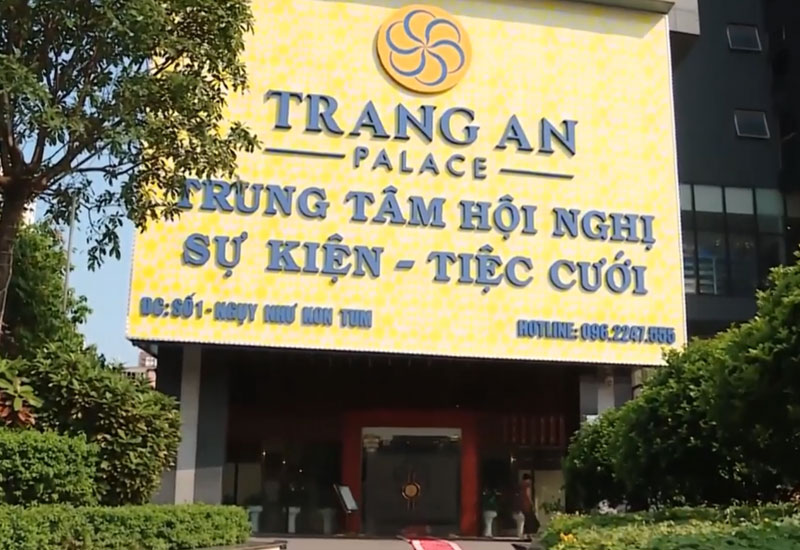 TRANG AN
PALACE
TRUNG TÂM HỘI NGHỊ
SỰ KIỆN - TIỆC CƯỚI
ĐC: SỐ 1 - NGỤY NHƯ KON TUM
HOTLINE: 096.2247.555